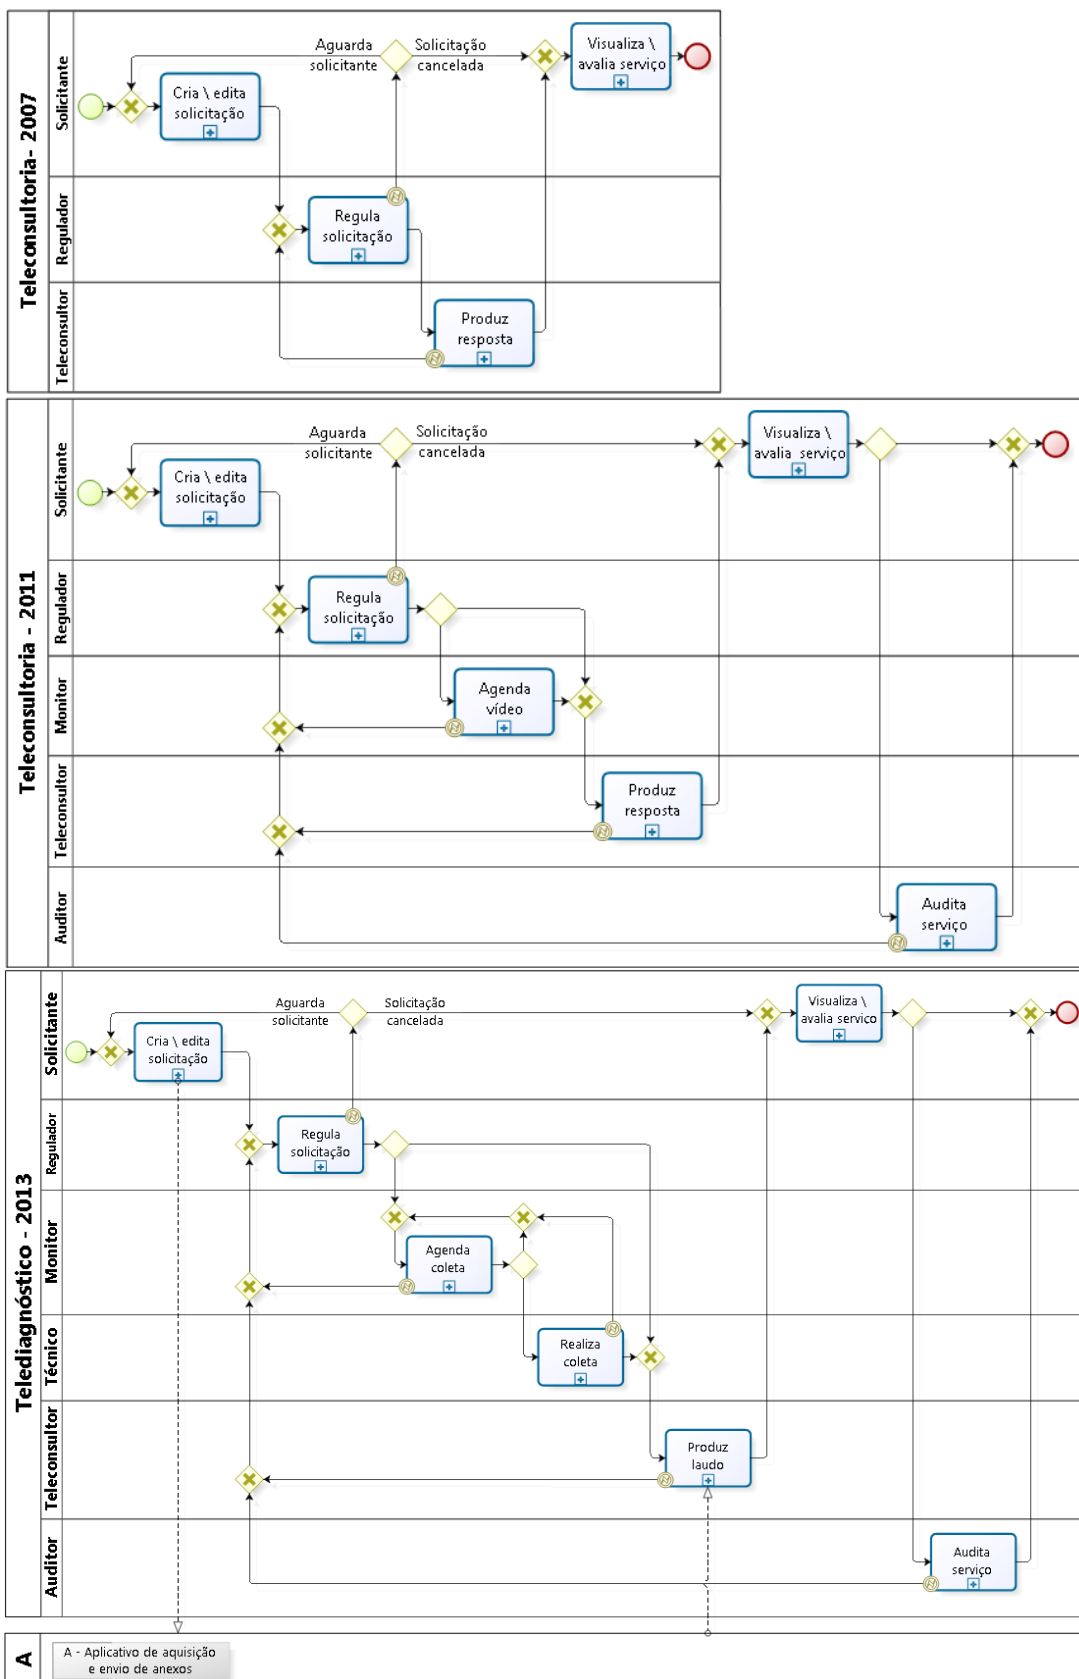 Teleconsultoria- 2007
Solicitante
Aguarda
solicitante
Solicitação
cancelada
Visualiza \
avalia serviço
Cria \ edita
solicitação
Regulador
Regula
solicitação
Teleconsultor
Produz
resposta
Teleconsultoria - 2011
Solicitante
Aguarda
solicitante
Solicitação
cancelada
Visualiza \
avalia serviço
Cria \ edita
solicitação
Regulador
Regula
solicitação
Monitor
Agenda
vídeo
Teleconsultor
Produz
resposta
Auditor
Audita
serviço
Telediagnóstico - 2013
Solicitante
Aguarda
solicitante
Solicitação
cancelada
Visualiza \
avalia serviço
Cria \ edita
solicitação
Regulador
Regula
solicitação
Monitor
Agenda
coleta
Técnico
Realiza
coleta
Teleconsultor
Produz
laudo
Auditor
Audita
serviço
A
A - Aplicativo de aquisição
e envio de anexos